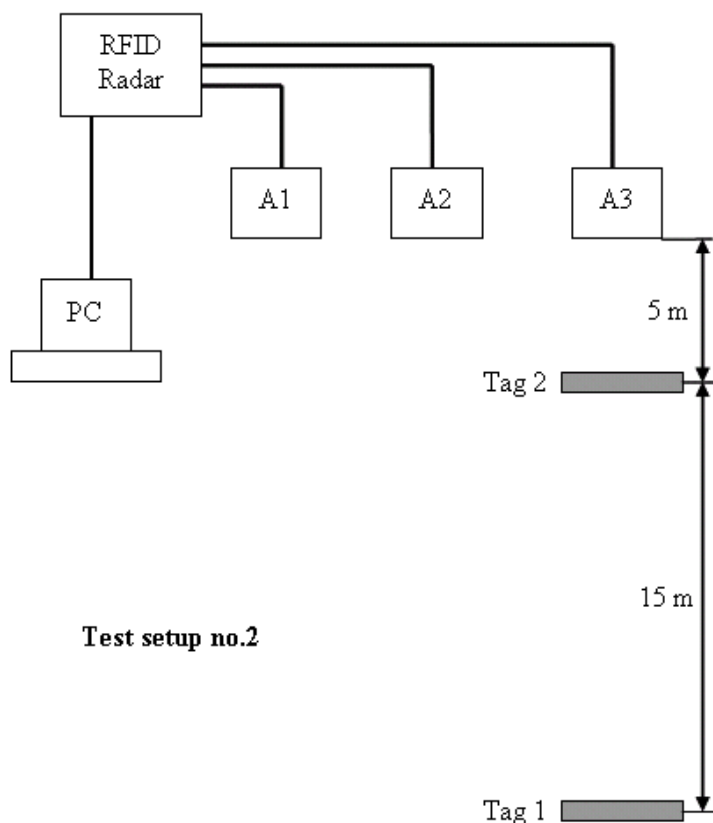 RFID
Radar
A1
A2
A3
PC
5 m
Tag 2
15 m
Test setup no.2
Tag 1